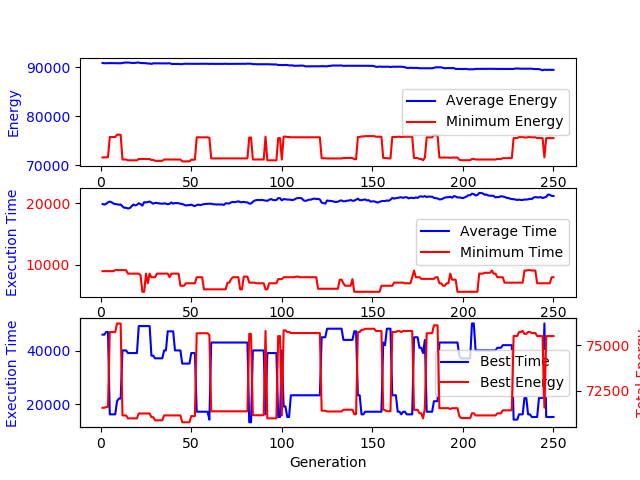 90000
80000
70000
Energy
Average Energy
Minimum Energy
0 50 100 150 200 250
20000
10000
Execution Time
Average Time
Minimum Time
0 50 100 150 200 250
40000
20000
Execution Time
Best Time
Best Energy
75000
72500
Total Energy
0 50 100 150 200 250
Generation